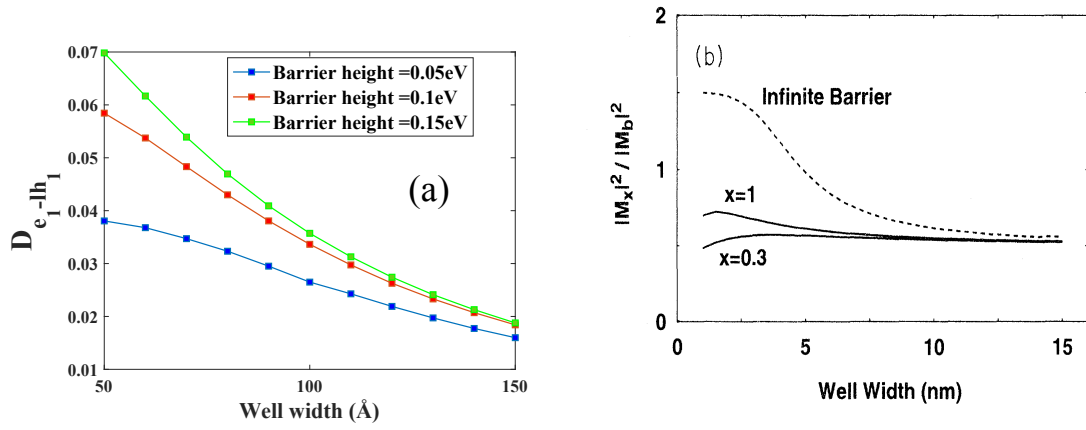 0.07
0.06
0.05
0.04
0.03
0.02
0.01
50
100
150
Well width (Å)
D e₁-lh₁
Barrier height =0.05eV
Barrier height =0.1eV
Barrier height =0.15eV
(a)
2
1
0
0
5
10
15
Well Width (nm)
|Mₓ|² / |M_b|²
(b)
Infinite Barrier
x=1
x=0.3